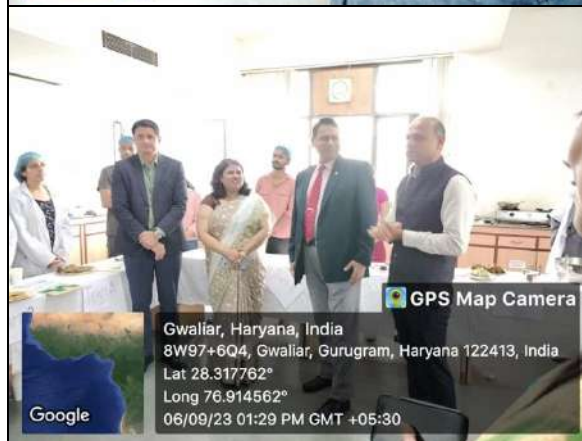 GPS Map Camera
Gwaliar, Haryana, India
8W97+6Q4, Gwaliar, Gurugram, Haryana 122413, India
Lat 28.317762°
Long 76.914562°
06/09/23 01:29 PM GMT +05:30
Google